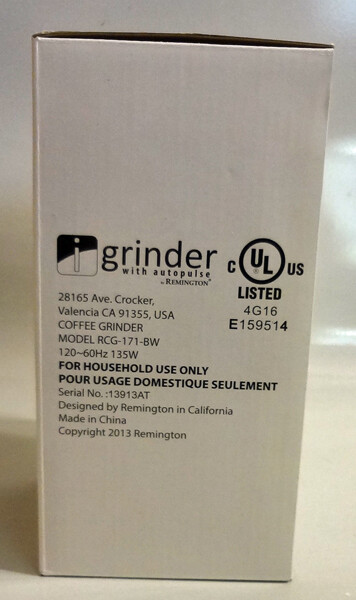 i grinder
with autopulse
by REMINGTON®
C UL US
LISTED
4G16
E159514
28165 Ave. Crocker,
Valencia CA 91355, USA
COFFEE GRINDER
MODEL RCG-171-BW
120~60Hz 135W
FOR HOUSEHOLD USE ONLY
POUR USAGE DOMESTIQUE SEULEMENT
Serial No. :13913AT
Designed by Remington in California
Made in China
Copyright 2013 Remington